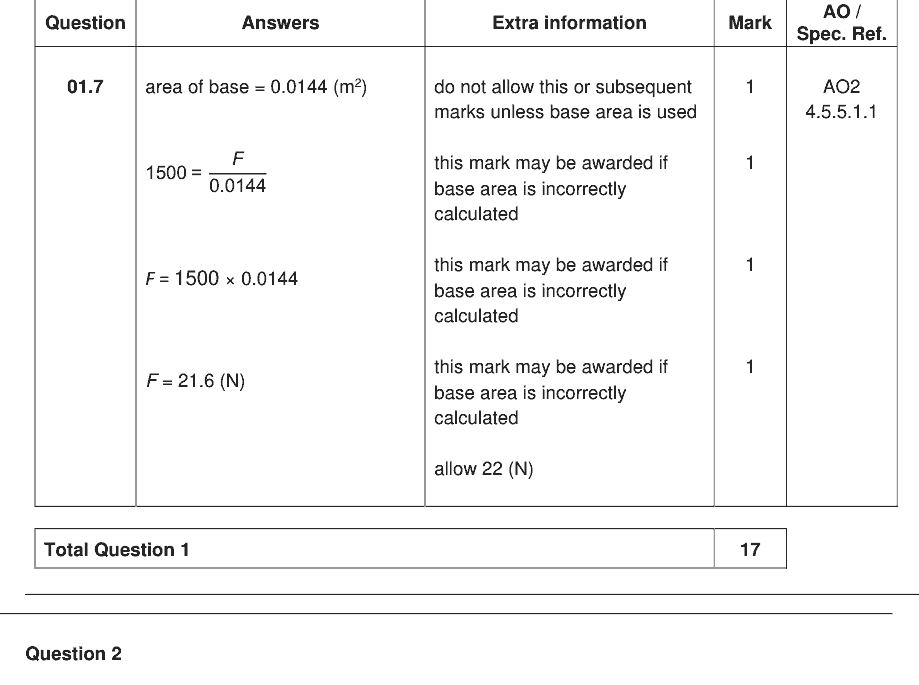 Question Answers Extra information Mark AO /
Spec. Ref.
01.7 area of base = 0.0144 (m²) do not allow this or subsequent 1 AO2
marks unless base area is used 4.5.5.1.1
1500 = F this mark may be awarded if 1
0.0144 base area is incorrectly
calculated
F = 1500 × 0.0144 this mark may be awarded if 1
base area is incorrectly
calculated
F = 21.6 (N) this mark may be awarded if 1
base area is incorrectly
calculated
allow 22 (N)
Total Question 1 17
Question 2